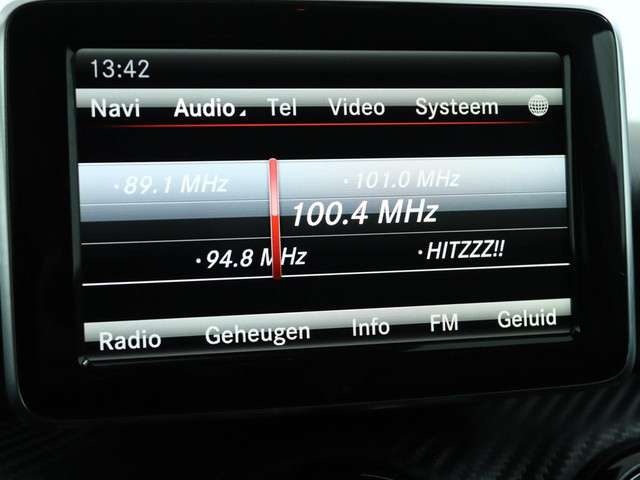 13:42
Navi Audio Tel Video Systeem
·89.1 MHz ·101.0 MHz
100.4 MHz
·94.8 MHz ·HITZZZ!!
Radio Geheugen Info FM Geluid